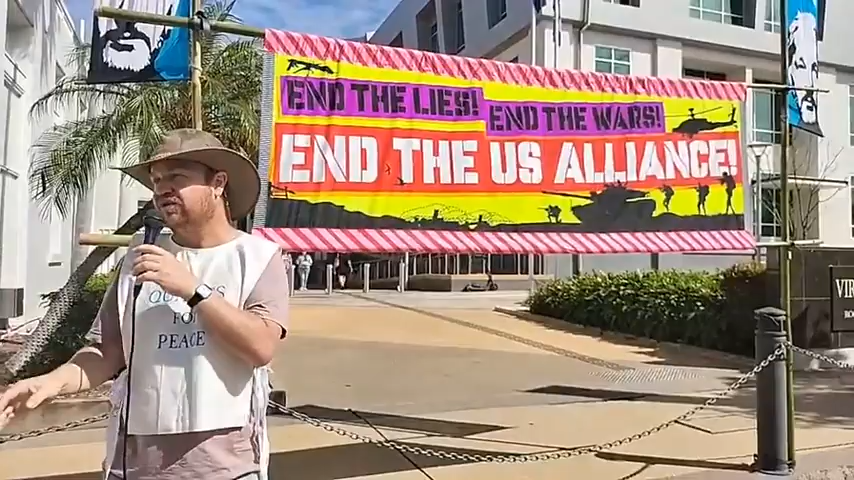 END THE LIES! END THE WARS!
END THE US ALLIANCE!
FOR
PEACE